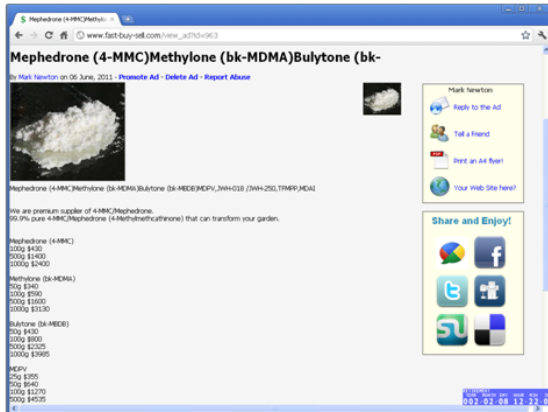 Mephedrone (4-MMC)Methylo
www.fast-buy-sell.com/view_ad?id=963
Mephedrone (4-MMC)Methylone (bk-MDMA)Bulytone (bk-
By Mark Newton on 06 June, 2011 - Promote Ad - Delete Ad - Report Abuse
Mephedrone (4-MMC)Methylone (bk-MDMA)Bulytone (bk-MBDB)MDPV,JWH-018 /JWH-250,TFMPP,MDAI
We are premium supplier of 4-MMC/Mephedrone.
99.9% pure 4-MMC/Mephedrone (4-Methylmethcathinone) that can transform your garden.
Mephedrone (4-MMC)
100g $430
500g $1400
1000g $2400
Methylone (bk-MDMA)
50g $340
100g $590
500g $1600
1000g $3130
Bulytone (bk-MBDB)
50g $430
100g $800
500g $2325
1000g $3985
MDPV
25g $355
50g $640
100g $1270
500g $4535
Mark Newton
Reply to the Ad
Tell a Friend
PDF
Print an A4 flyer!
Your Web Site here?
Share and Enjoy!